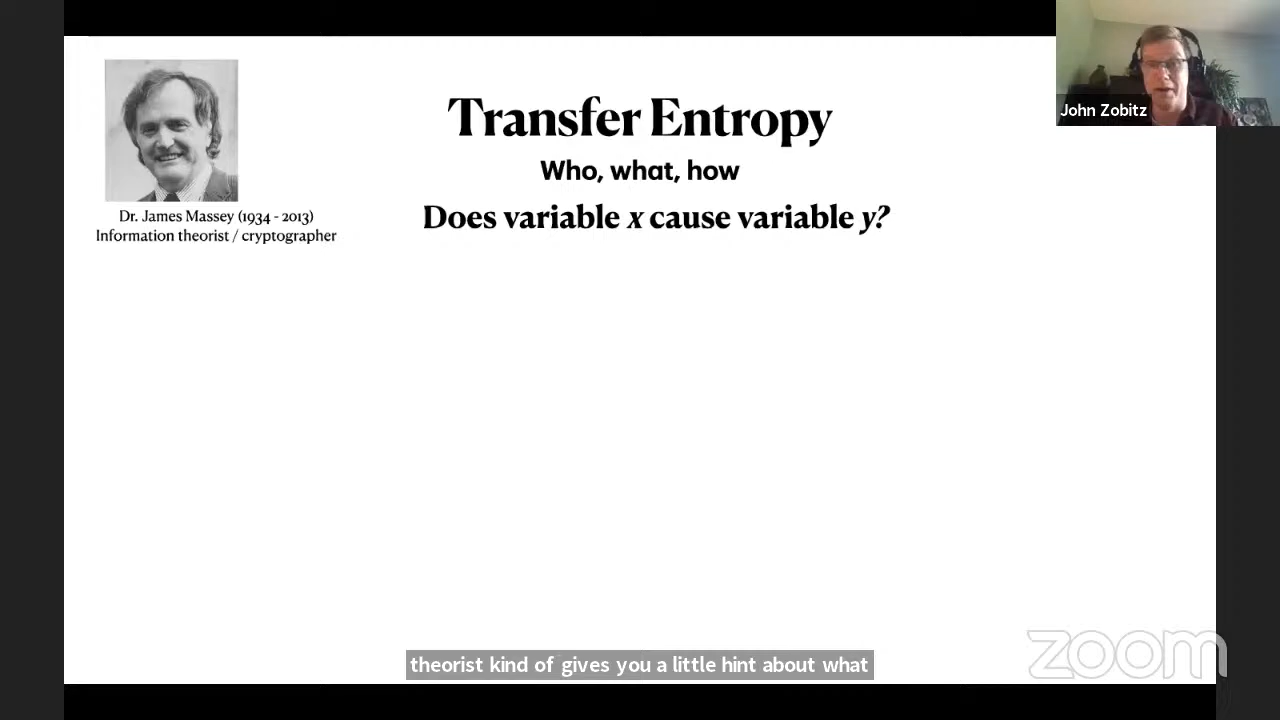 Transfer Entropy
Who, what, how
Does variable x cause variable y?
Dr. James Massey (1934 - 2013)
Information theorist / cryptographer
John Zobitz
theorist kind of gives you a little hint about what
zoom